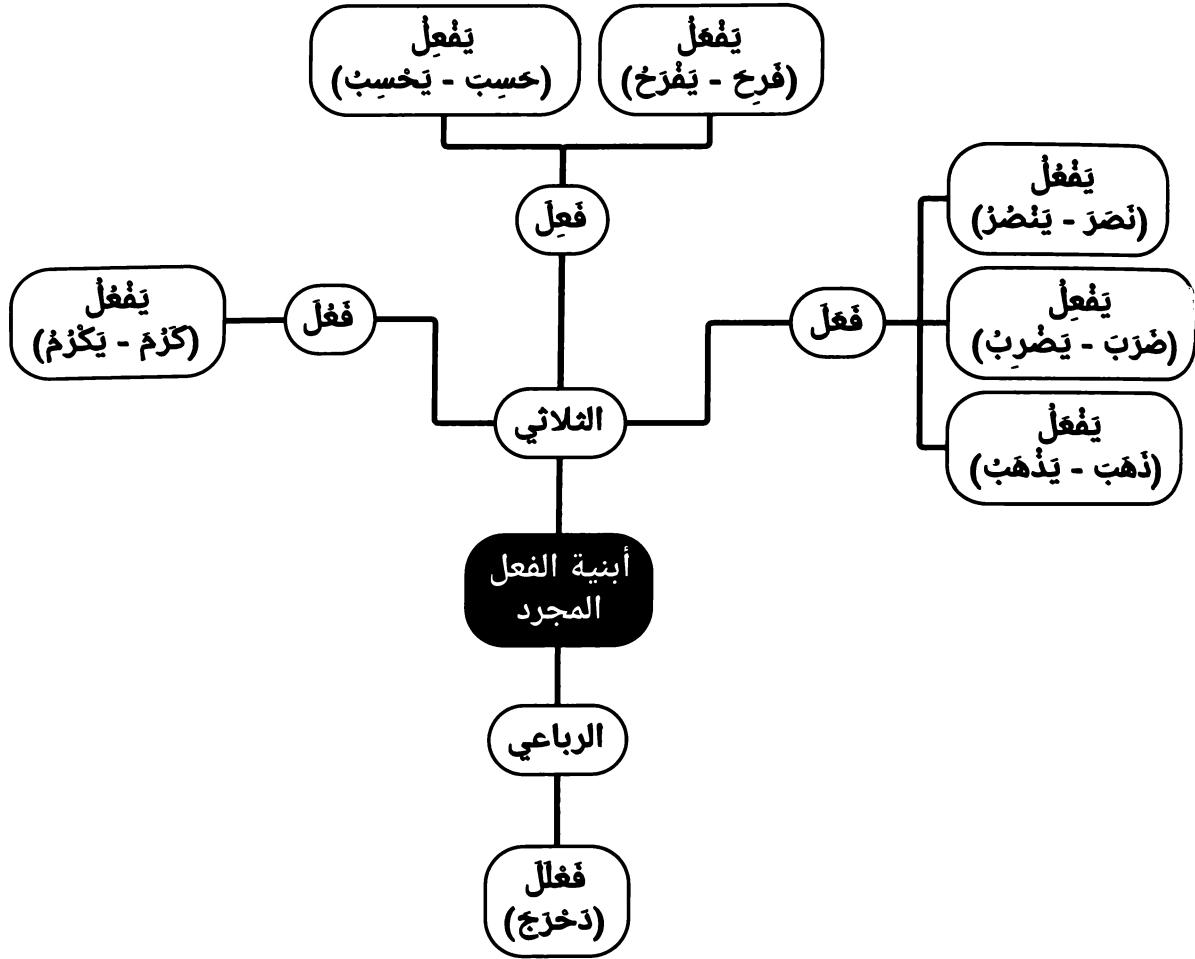 يَفْعَلُ
(فَرِحَ - يَفْرَحُ)
يَفْعِلُ
(حَسِبَ - يَحْسِبُ)
فَعِلَ
يَفْعُلُ
(نَصَرَ - يَنْصُرُ)
يَفْعِلُ
(ضَرَبَ - يَضْرِبُ)
يَفْعَلُ
(ذَهَبَ - يَذْهَبُ)
فَعَلَ
فَعُلَ
يَفْعُلُ
(كَرُمَ - يَكْرُمُ)
الثلاثي
أبنية الفعل
المجرد
الرباعي
فَعْلَلَ
(دَحْرَجَ)